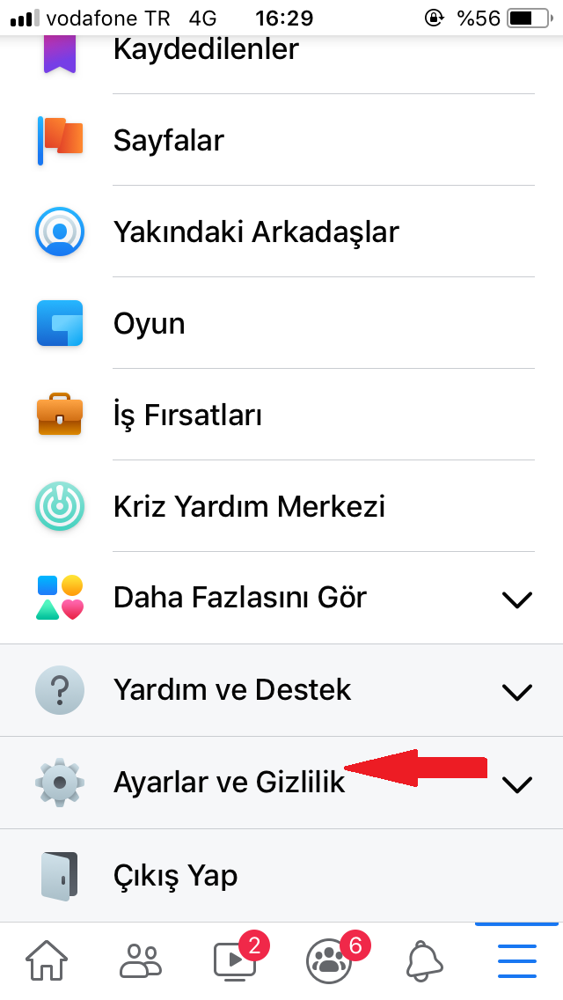 vodafone TR 4G 16:29 %56
Kaydedilenler
Sayfalar
Yakındaki Arkadaşlar
Oyun
İş Fırsatları
Kriz Yardım Merkezi
Daha Fazlasını Gör
Yardım ve Destek
Ayarlar ve Gizlilik
Çıkış Yap
2 6